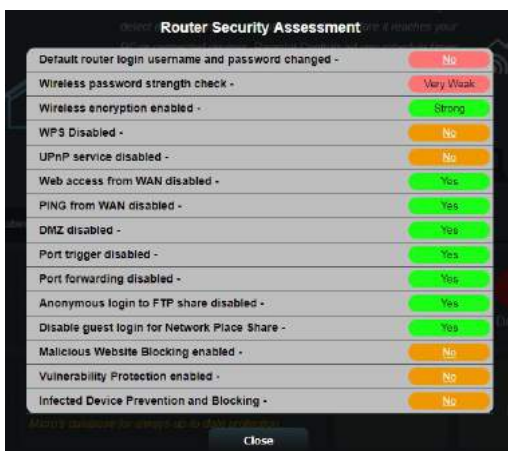 Router Security Assessment
Default router login username and password changed - No
Wireless password strength check - Very Weak
Wireless encryption enabled - Strong
WPS Disabled - No
UPnP service disabled - No
Web access from WAN disabled - Yes
PING from WAN disabled - Yes
DMZ disabled - Yes
Port trigger disabled - Yes
Port forwarding disabled - Yes
Anonymous login to FTP share disabled - Yes
Disable guest login for Network Place Share - Yes
Malicious Website Blocking enabled - No
Vulnerability Protection enabled - No
Infected Device Prevention and Blocking - No
Close